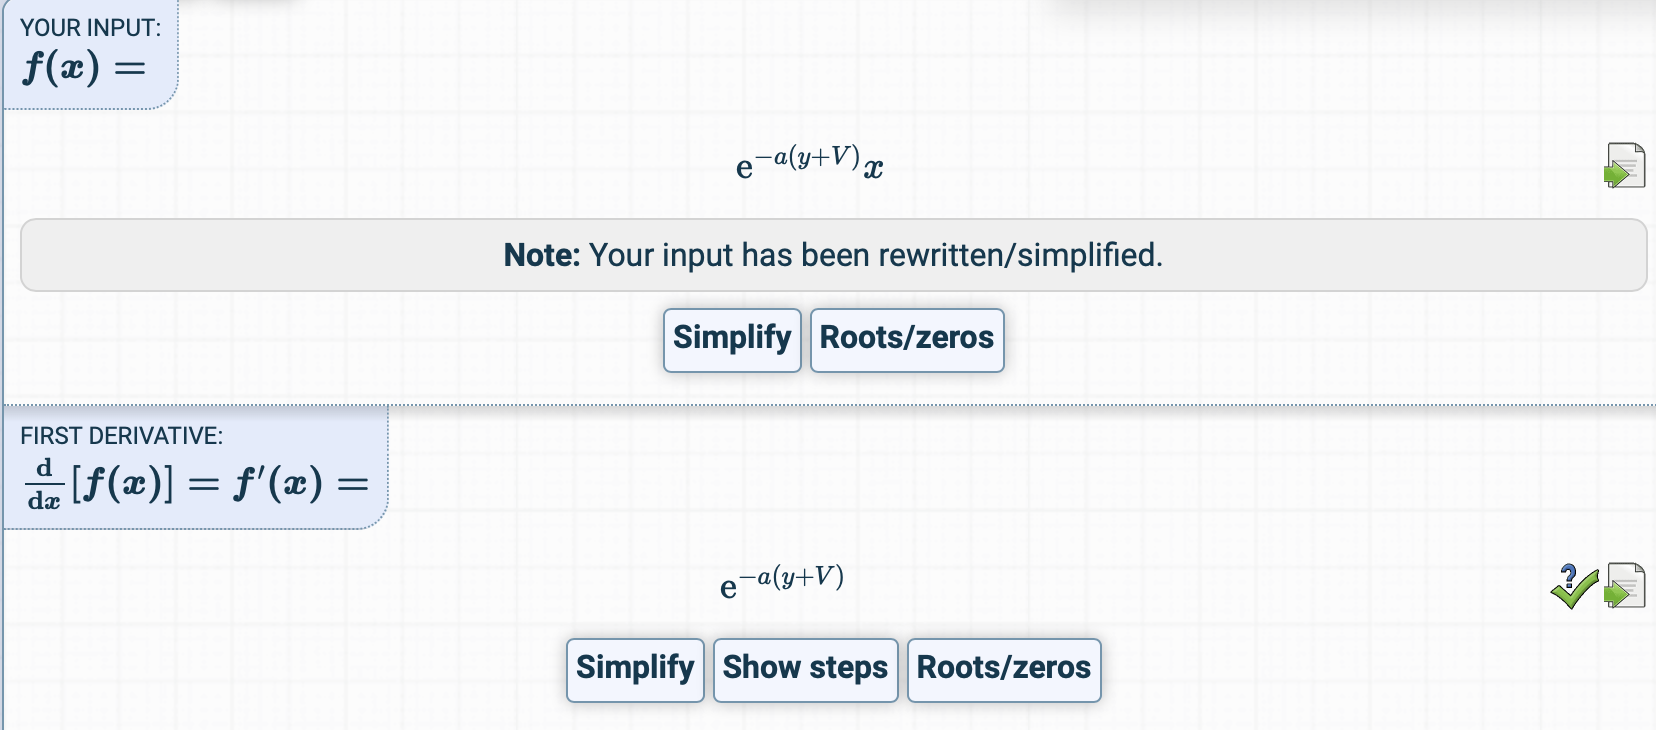 YOUR INPUT:
f(x) =
e^{−a(y+V)}x
Note: Your input has been rewritten/simplified.
Simplify Roots/zeros
FIRST DERIVATIVE:
d/dx [f(x)] = f′(x) =
e^{−a(y+V)}
Simplify Show steps Roots/zeros